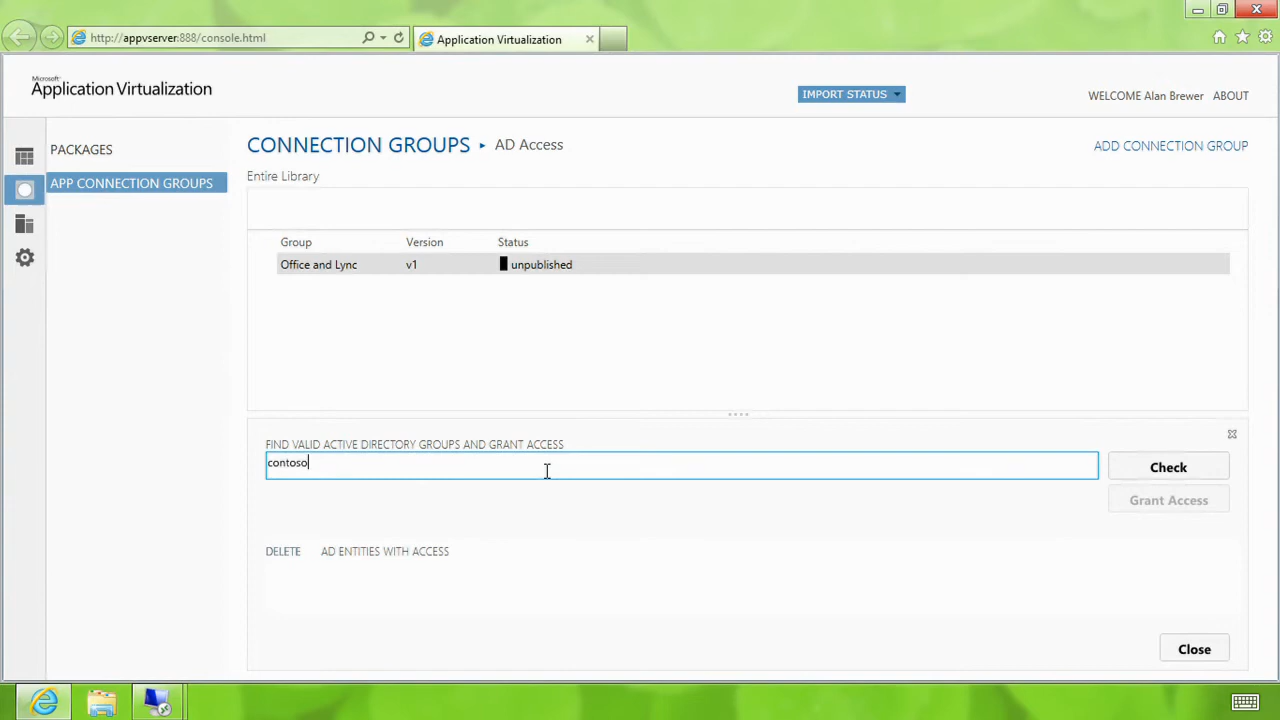 http://appvserver:888/console.html
Application Virtualization
Microsoft
Application Virtualization
IMPORT STATUS
WELCOME Alan Brewer
ABOUT
PACKAGES
APP CONNECTION GROUPS
CONNECTION GROUPS
AD Access
ADD CONNECTION GROUP
Entire Library
Group
Version
Status
Office and Lync
v1
unpublished
FIND VALID ACTIVE DIRECTORY GROUPS AND GRANT ACCESS
contoso
Check
Grant Access
DELETE
AD ENTITIES WITH ACCESS
Close